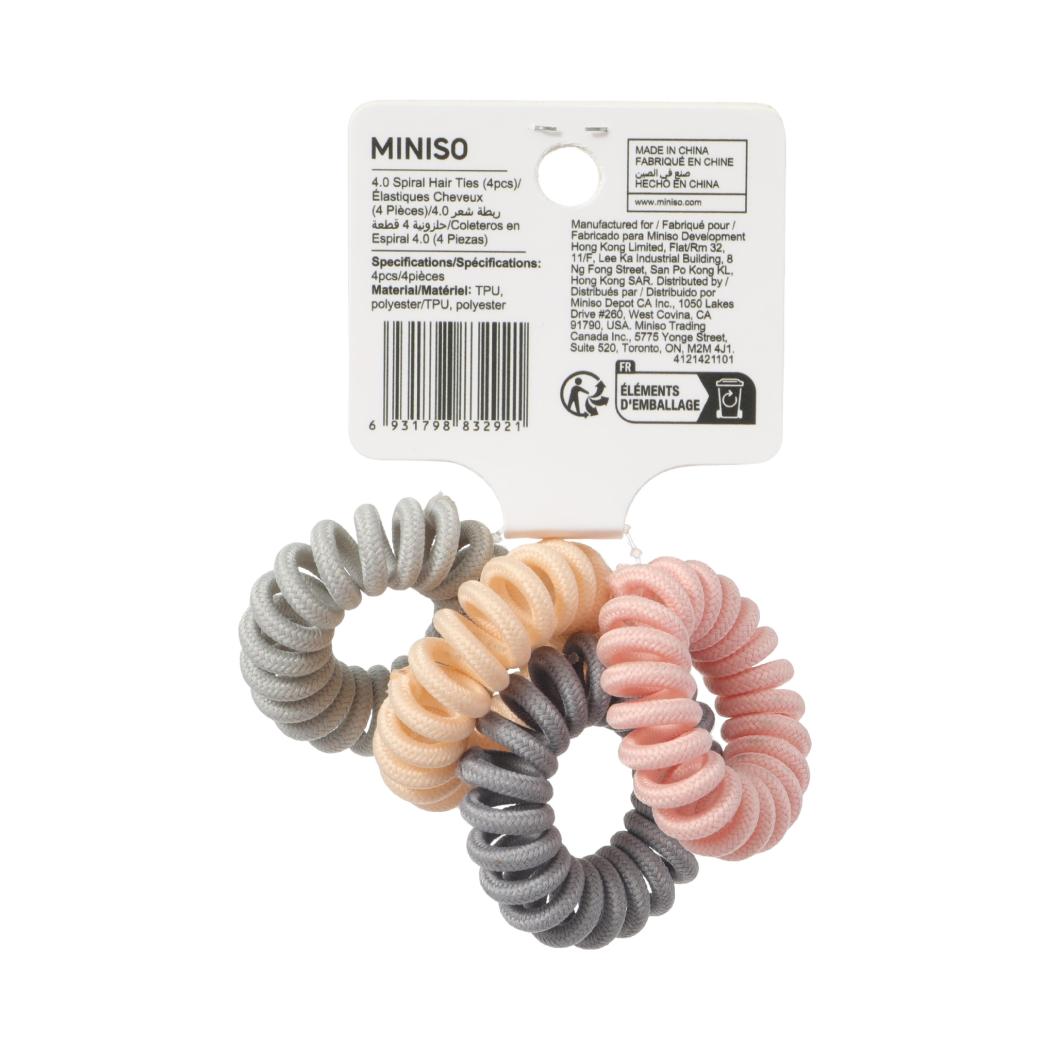 MINISO
4.0 Spiral Hair Ties (4pcs)/
Élastiques Cheveux
(4 Pièces)/4.0 ربطة شعر
حلزونية 4 قطعة/Coleteros en
Espiral 4.0 (4 Piezas)
Specifications/Spécifications:
4pcs/4pièces
Material/Matériel: TPU,
polyester/TPU, polyester
6 931798 832921
MADE IN CHINA
FABRIQUÉ EN CHINE
صنع في الصين
HECHO EN CHINA
www.miniso.com
Manufactured for / Fabriqué pour /
Fabricado para Miniso Development
Hong Kong Limited, Flat/Rm 32,
11/F, Lee Ka Industrial Building, 8
Ng Fong Street, San Po Kong KL,
Hong Kong SAR. Distributed by /
Distribués par / Distribuido por
Miniso Depot CA Inc., 1050 Lakes
Drive #260, West Covina, CA
91790, USA. Miniso Trading
Canada Inc., 5775 Yonge Street,
Suite 520, Toronto, ON, M2M 4J1.
4121421101
FR
ÉLÉMENTS
D'EMBALLAGE